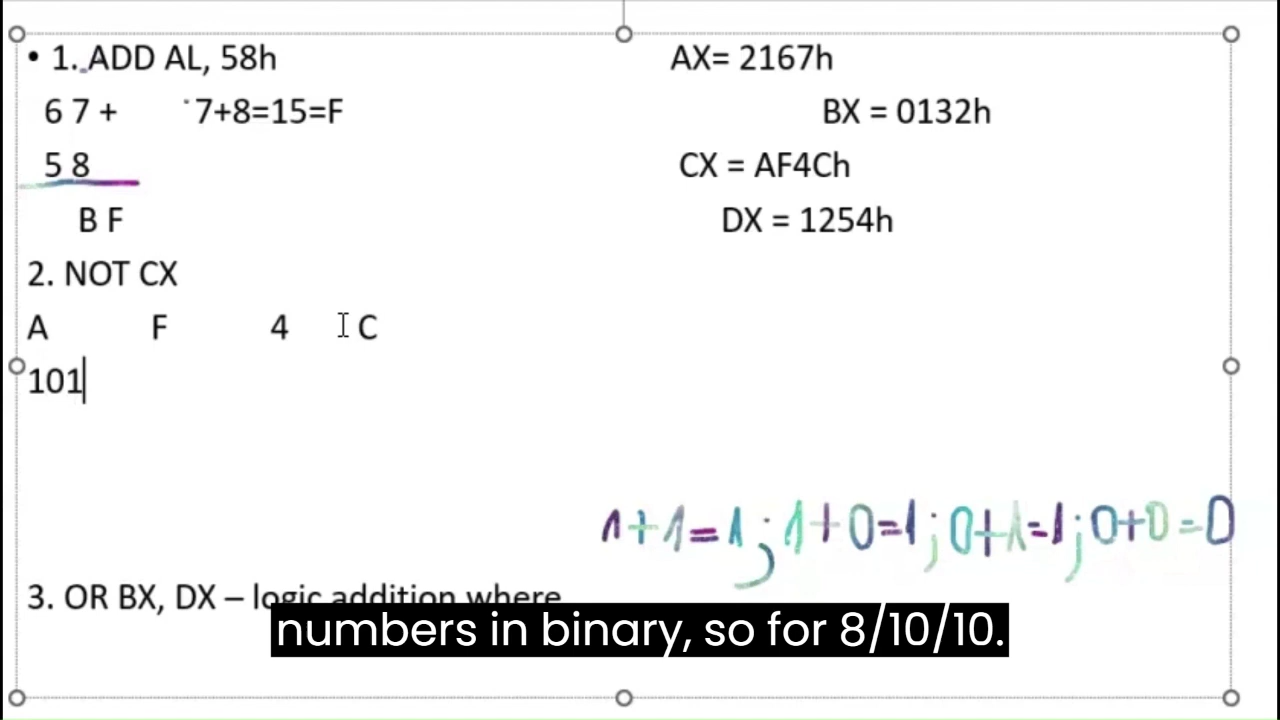 • 1. ADD AL, 58h AX= 2167h
6 7 + 7+8=15=F BX = 0132h
5 8 CX = AF4Ch
B F DX = 1254h
2. NOT CX
A F 4 C
101
1+1=1; 1+0=1; 0+1=1; 0+0=0
3. OR BX, DX – logic addition where
numbers in binary, so for 8/10/10.